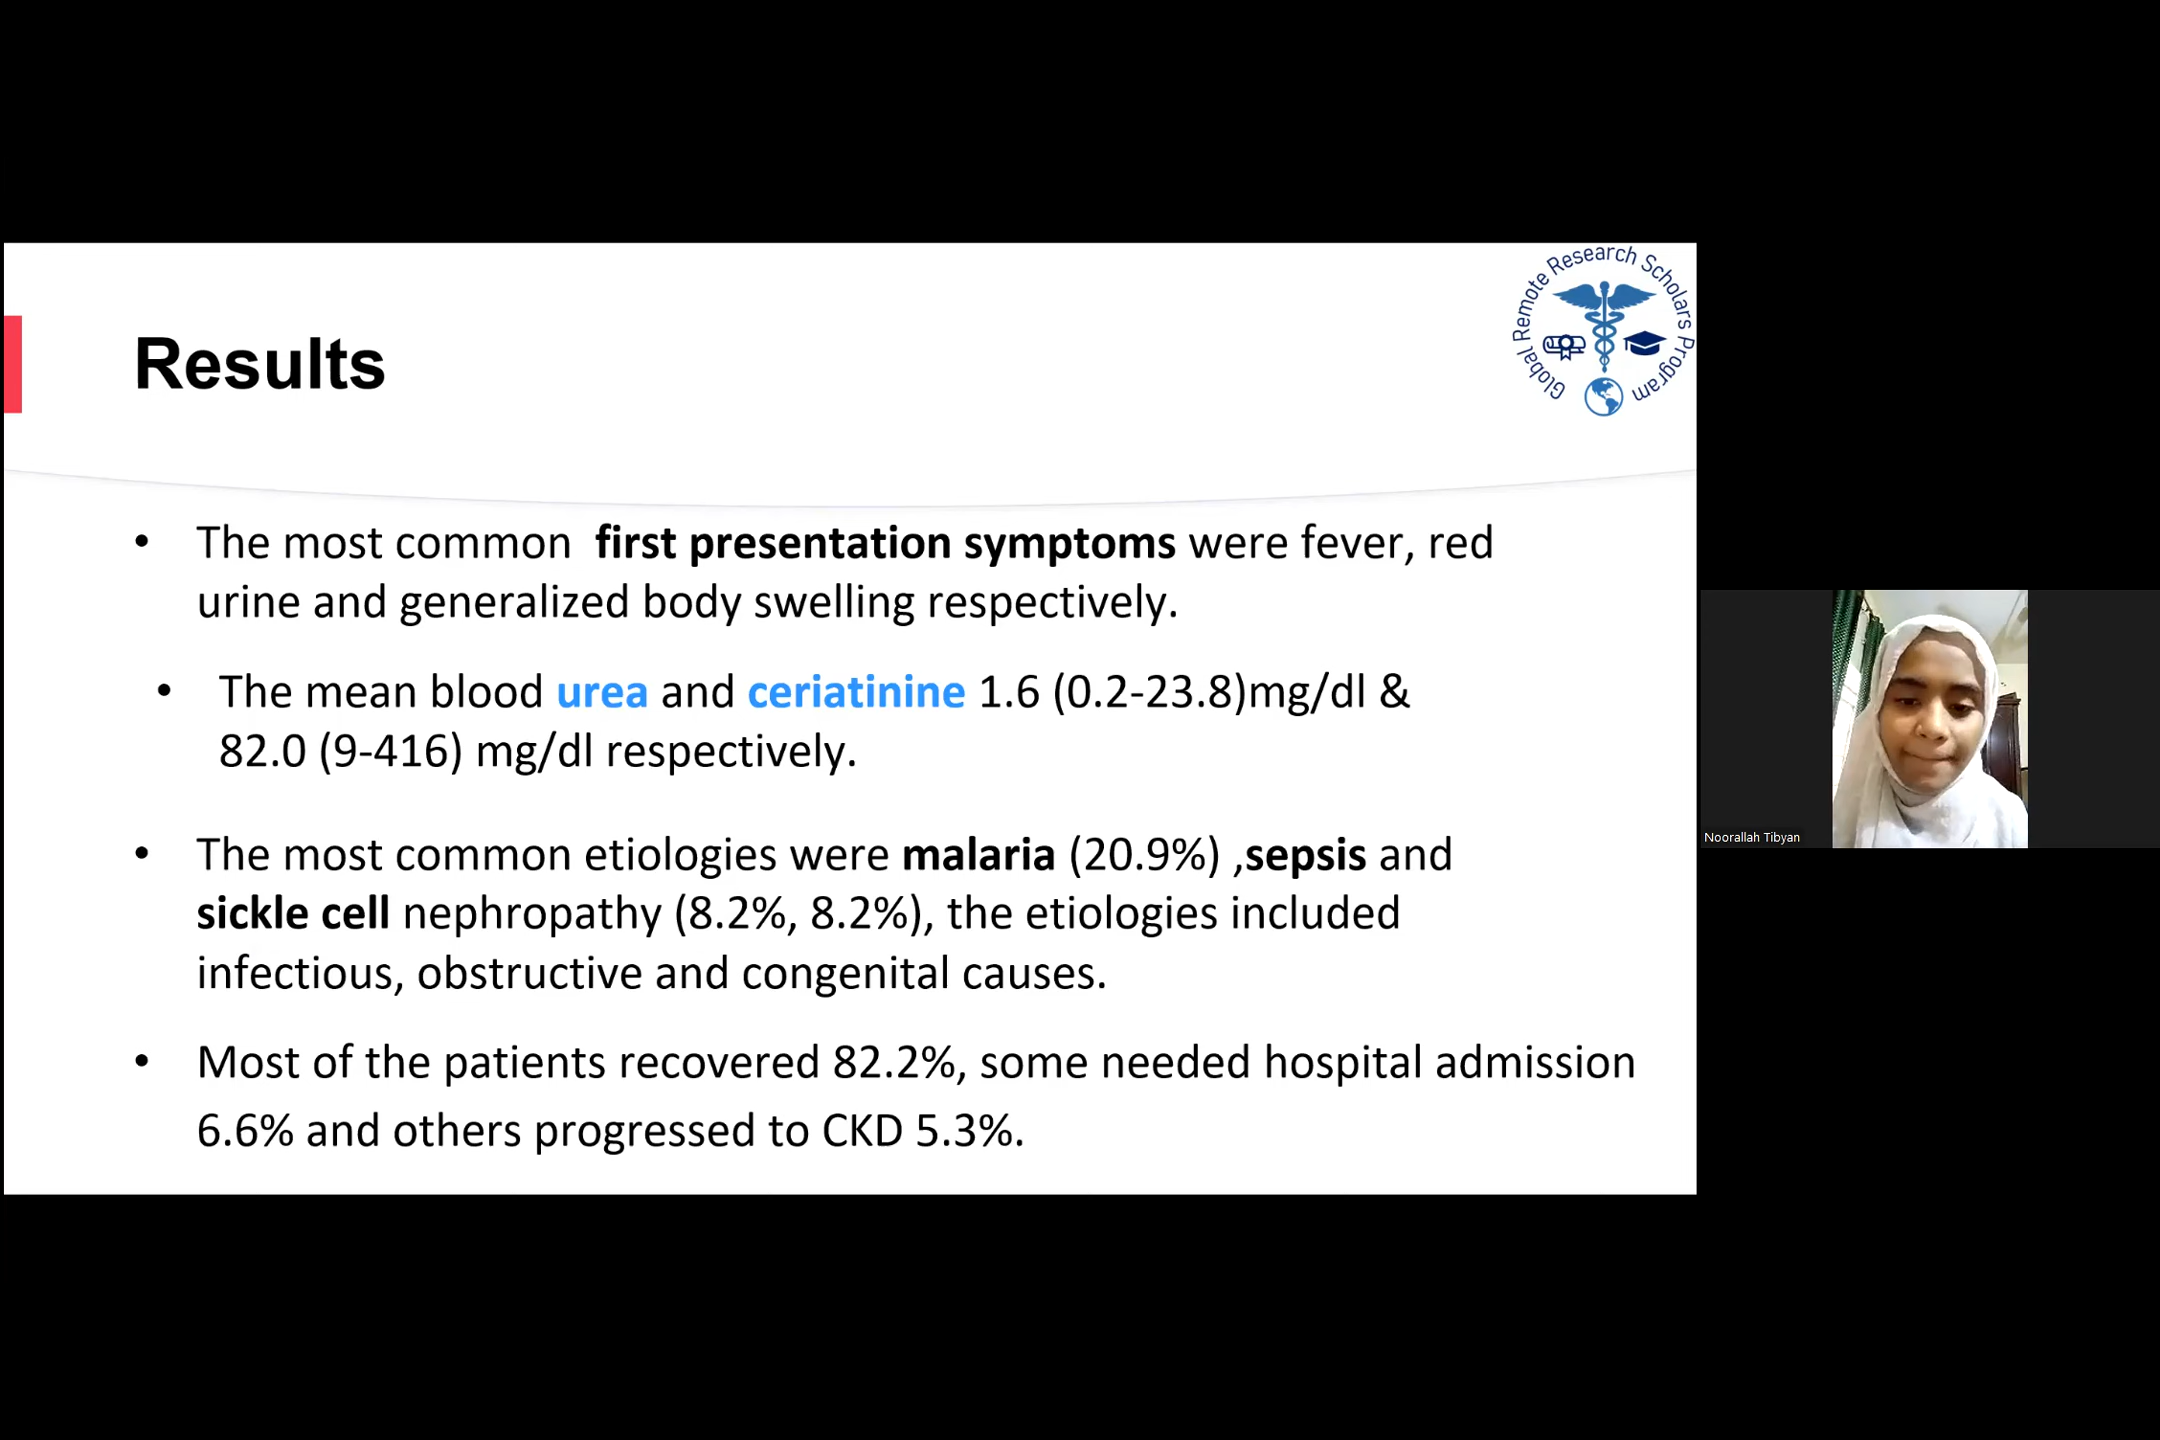 Global Remote Research Scholars Program
Results
• The most common  first presentation symptoms were fever, red
urine and generalized body swelling respectively.
• The mean blood urea and ceriatinine 1.6 (0.2-23.8)mg/dl &
82.0 (9-416) mg/dl respectively.
• The most common etiologies were malaria (20.9%) ,sepsis and
sickle cell nephropathy (8.2%, 8.2%), the etiologies included
infectious, obstructive and congenital causes.
• Most of the patients recovered 82.2%, some needed hospital admission
6.6% and others progressed to CKD 5.3%.
Noorallah Tibyan